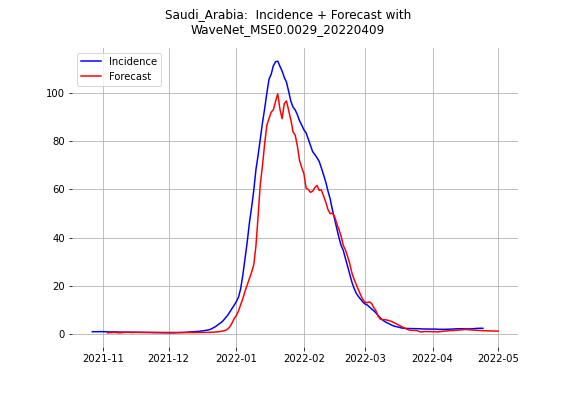 Saudi_Arabia:  Incidence + Forecast with
WaveNet_MSE0.0029_20220409
Incidence
Forecast
100
80
60
40
20
0
2021-11 2021-12 2022-01 2022-02 2022-03 2022-04 2022-05